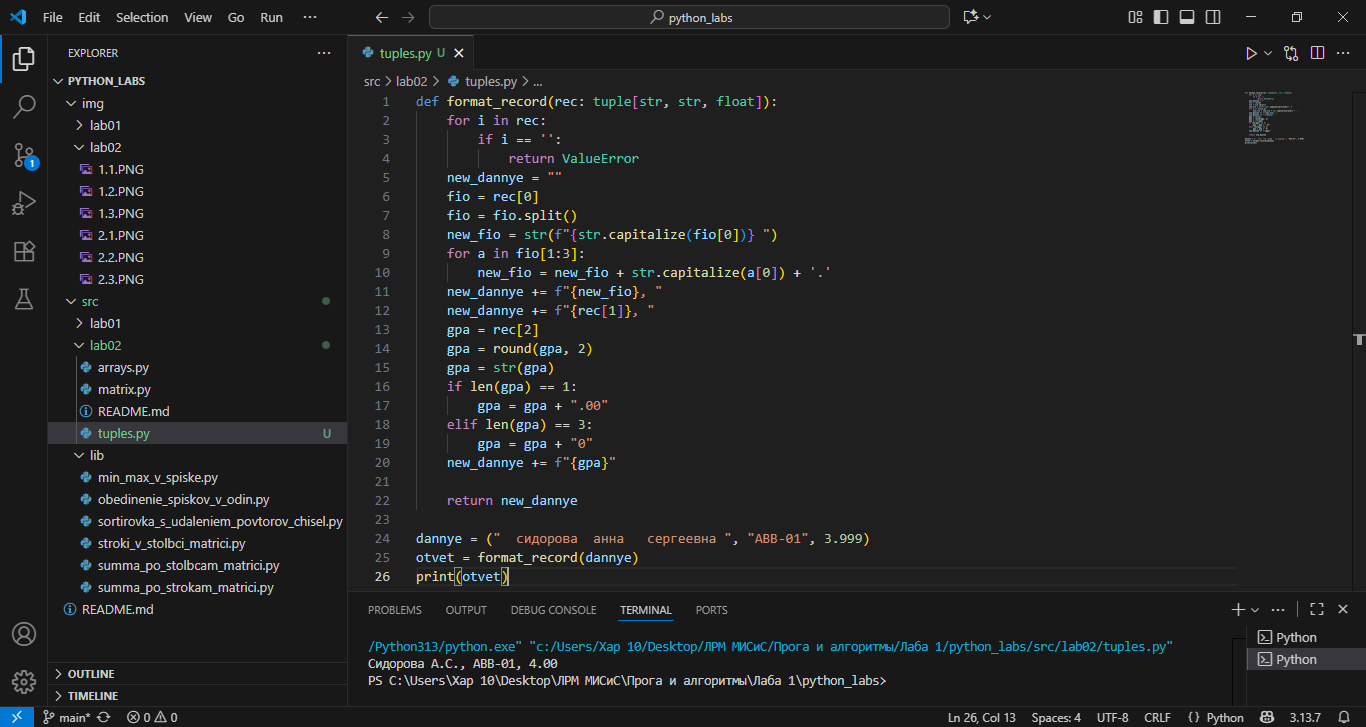 File Edit Selection View Go Run ··· python_labs
EXPLORER ···
PYTHON_LABS
img
lab01
lab02
1.1.PNG
1.2.PNG
1.3.PNG
2.1.PNG
2.2.PNG
2.3.PNG
src
lab01
lab02
arrays.py
matrix.py
README.md
tuples.py U
lib
min_max_v_spiske.py
obedinenie_spiskov_v_odin.py
sortirovka_s_udaleniem_povtorov_chisel.py
stroki_v_stolbci_matrici.py
summa_po_stolbcam_matrici.py
summa_po_strokam_matrici.py
README.md
OUTLINE
TIMELINE
1
tuples.py U
src > lab02 > tuples.py > ...
1 def format_record(rec: tuple[str, str, float]):
2     for i in rec:
3         if i == '':
4             return ValueError
5     new_dannye = ""
6     fio = rec[0]
7     fio = fio.split()
8     new_fio = str(f"{str.capitalize(fio[0])} ")
9     for a in fio[1:3]:
10         new_fio = new_fio + str.capitalize(a[0]) + '.'
11     new_dannye += f"{new_fio}, "
12     new_dannye += f"{rec[1]}, "
13     gpa = rec[2]
14     gpa = round(gpa, 2)
15     gpa = str(gpa)
16     if len(gpa) == 1:
17         gpa = gpa + ".00"
18     elif len(gpa) == 3:
19         gpa = gpa + "0"
20     new_dannye += f"{gpa}"
21
22     return new_dannye
23
24 dannye = ("  сидорова  анна   сергеевна ", "ABB-01", 3.999)
25 otvet = format_record(dannye)
26 print(otvet)
PROBLEMS OUTPUT DEBUG CONSOLE TERMINAL PORTS
/Python313/python.exe" "c:/Users/Хар 10/Desktop/ЛРМ МИСиС/Прога и алгоритмы/Лаба 1/python_labs/src/lab02/tuples.py"
Сидорова А.С., ABB-01, 4.00
PS C:\Users\Хар 10\Desktop\ЛРМ МИСиС\Прога и алгоритмы\Лаба 1\python_labs>
Python
Python
main* 0 0 Ln 26, Col 13 Spaces: 4 UTF-8 CRLF {} Python 3.13.7